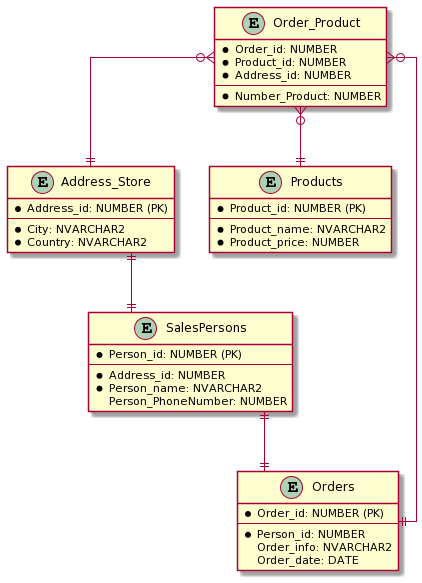 E Order_Product
Order_id: NUMBER
Product_id: NUMBER
Address_id: NUMBER
Number_Product: NUMBER
E Address_Store
Address_id: NUMBER (PK)
City: NVARCHAR2
Country: NVARCHAR2
E Products
Product_id: NUMBER (PK)
Product_name: NVARCHAR2
Product_price: NUMBER
E SalesPersons
Person_id: NUMBER (PK)
Address_id: NUMBER
Person_name: NVARCHAR2
Person_PhoneNumber: NUMBER
E Orders
Order_id: NUMBER (PK)
Person_id: NUMBER
Order_info: NVARCHAR2
Order_date: DATE